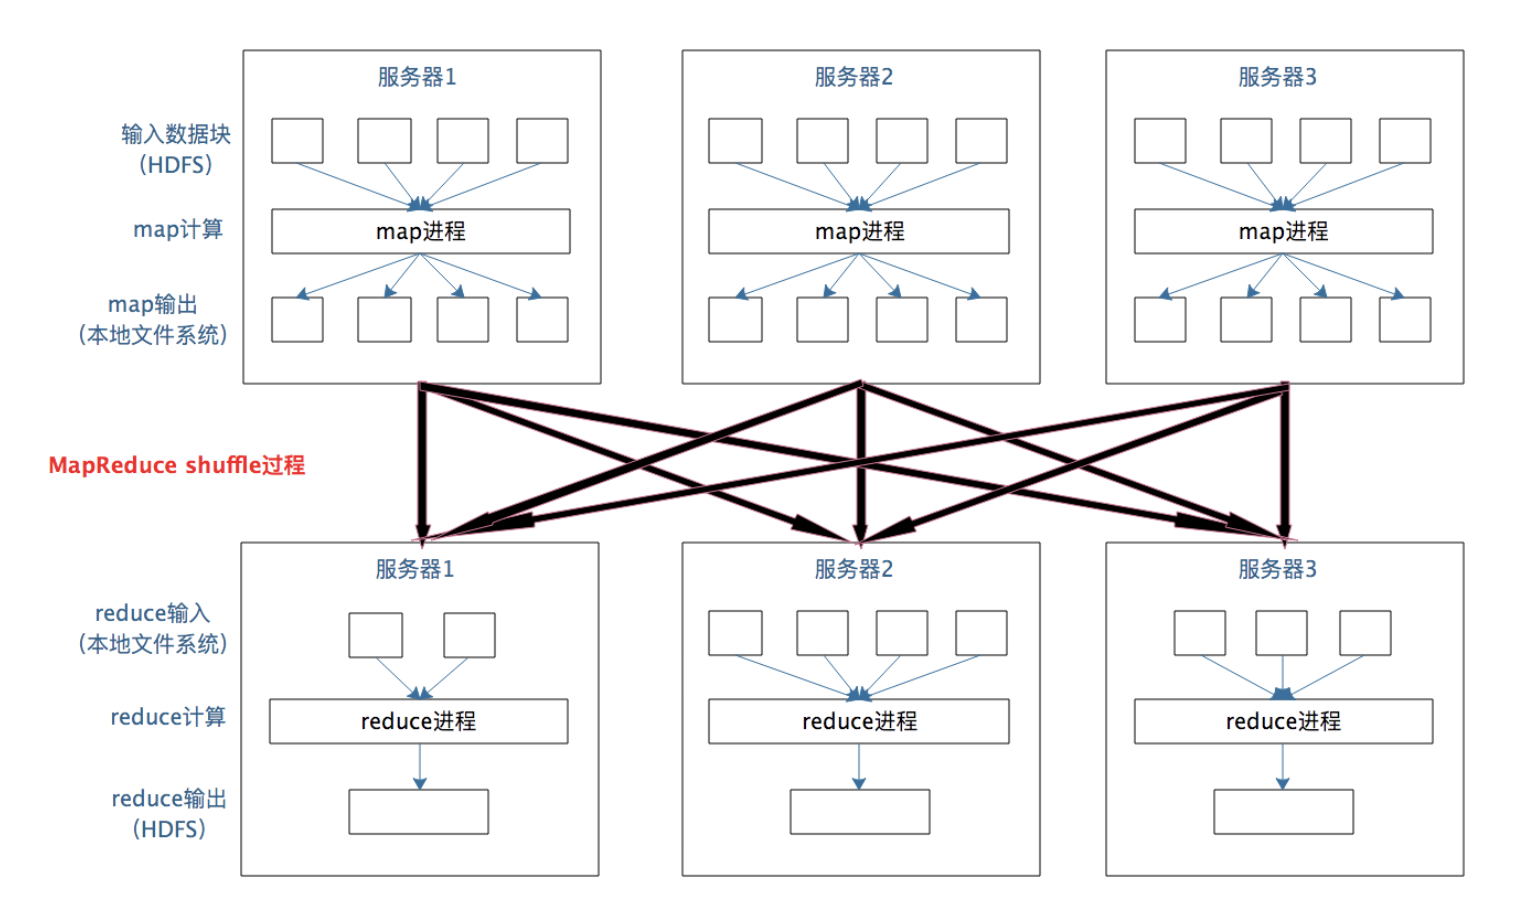 服务器1
服务器2
服务器3
输入数据块
(HDFS)
map计算
map进程
map进程
map进程
map输出
(本地文件系统)
MapReduce shuffle过程
服务器1
服务器2
服务器3
reduce输入
(本地文件系统)
reduce计算
reduce进程
reduce进程
reduce进程
reduce输出
(HDFS)